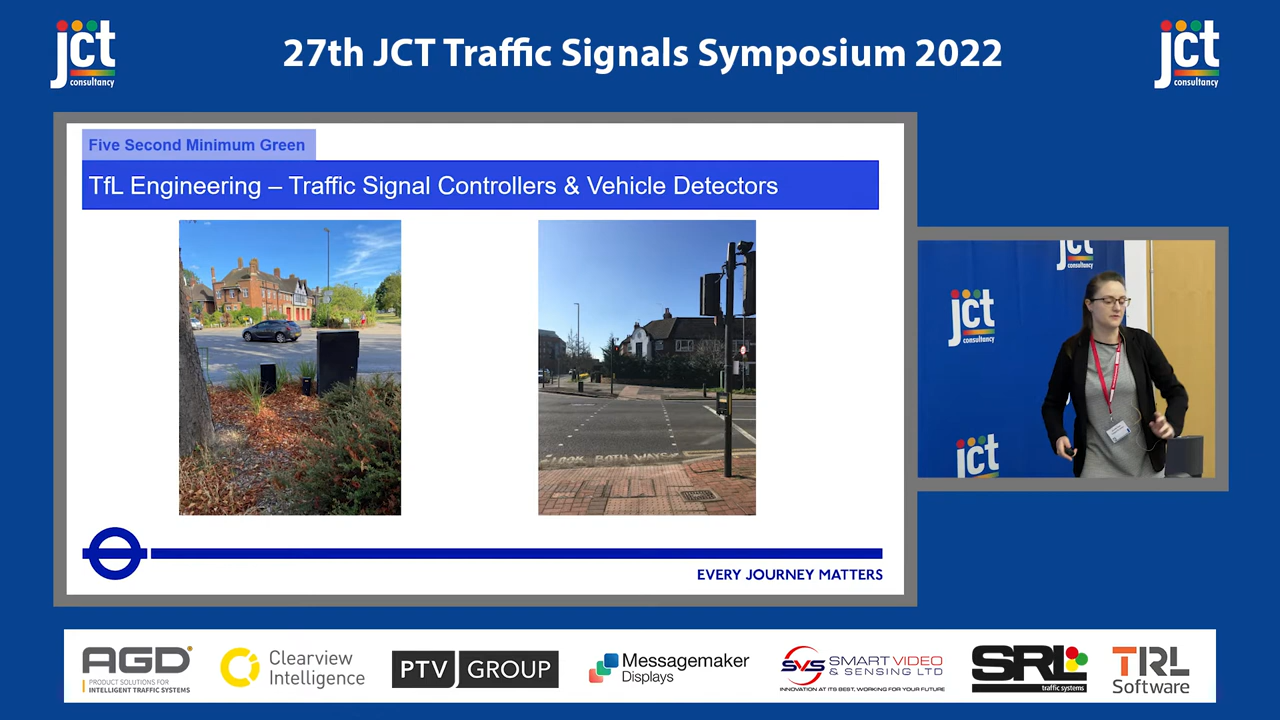 jct
consultancy
27th JCT Traffic Signals Symposium 2022
jct
consultancy
Five Second Minimum Green
TfL Engineering – Traffic Signal Controllers & Vehicle Detectors
LOOK BOTH WAYS
EVERY JOURNEY MATTERS
jct
consultancy
jct
consultancy
jct
consultancy
AGD
PRODUCT SOLUTIONS FOR
INTELLIGENT TRAFFIC SYSTEMS
Clearview
Intelligence
PTV GROUP
Messagemaker
Displays
SVS SMART VIDEO
& SENSING LTD
INNOVATION AT ITS BEST, WORKING FOR YOUR FUTURE
SRL
traffic systems
TRL
Software